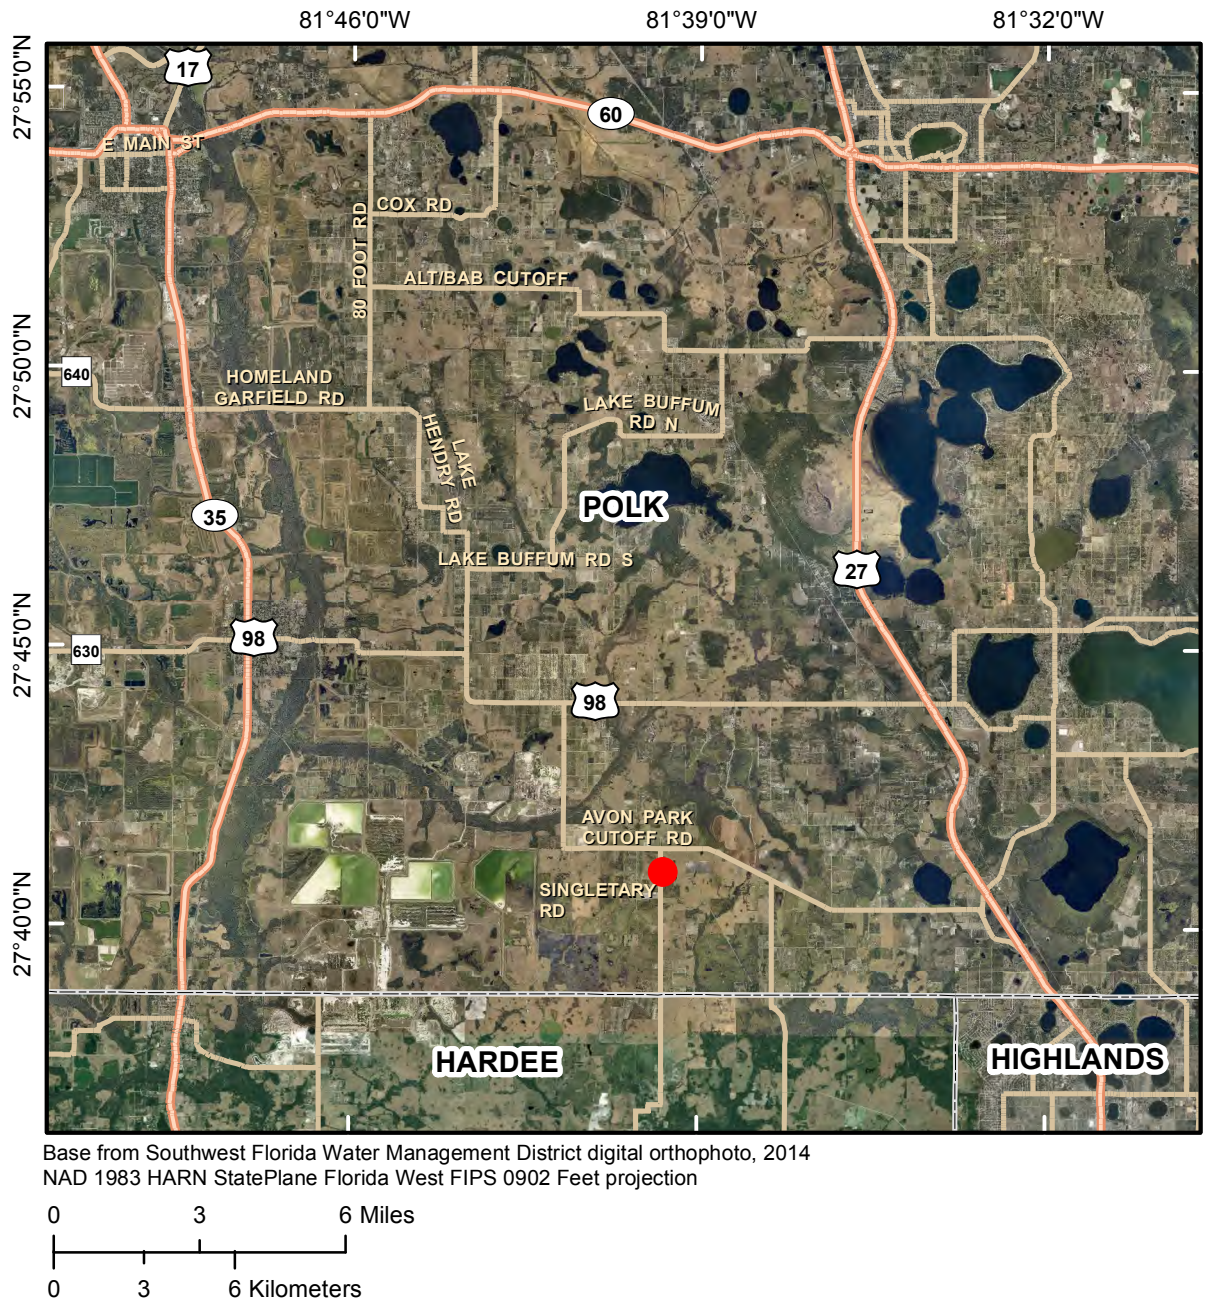 81°46'0"W 81°39'0"W 81°32'0"W
27°55'0"N
17
60
E MAIN ST
COX RD
80 FOOT RD
ALT/BAB CUTOFF
27°50'0"N
640
HOMELAND
GARFIELD RD
LAKE BUFFUM
RD N
LAKE
HENDRY RD
POLK
35
LAKE BUFFUM RD S
27
27°45'0"N
630
98
98
AVON PARK
CUTOFF RD
SINGLETARY
RD
27°40'0"N
HARDEE
HIGHLANDS
Base from Southwest Florida Water Management District digital orthophoto, 2014
NAD 1983 HARN StatePlane Florida West FIPS 0902 Feet projection
0 3 6 Miles
0 3 6 Kilometers